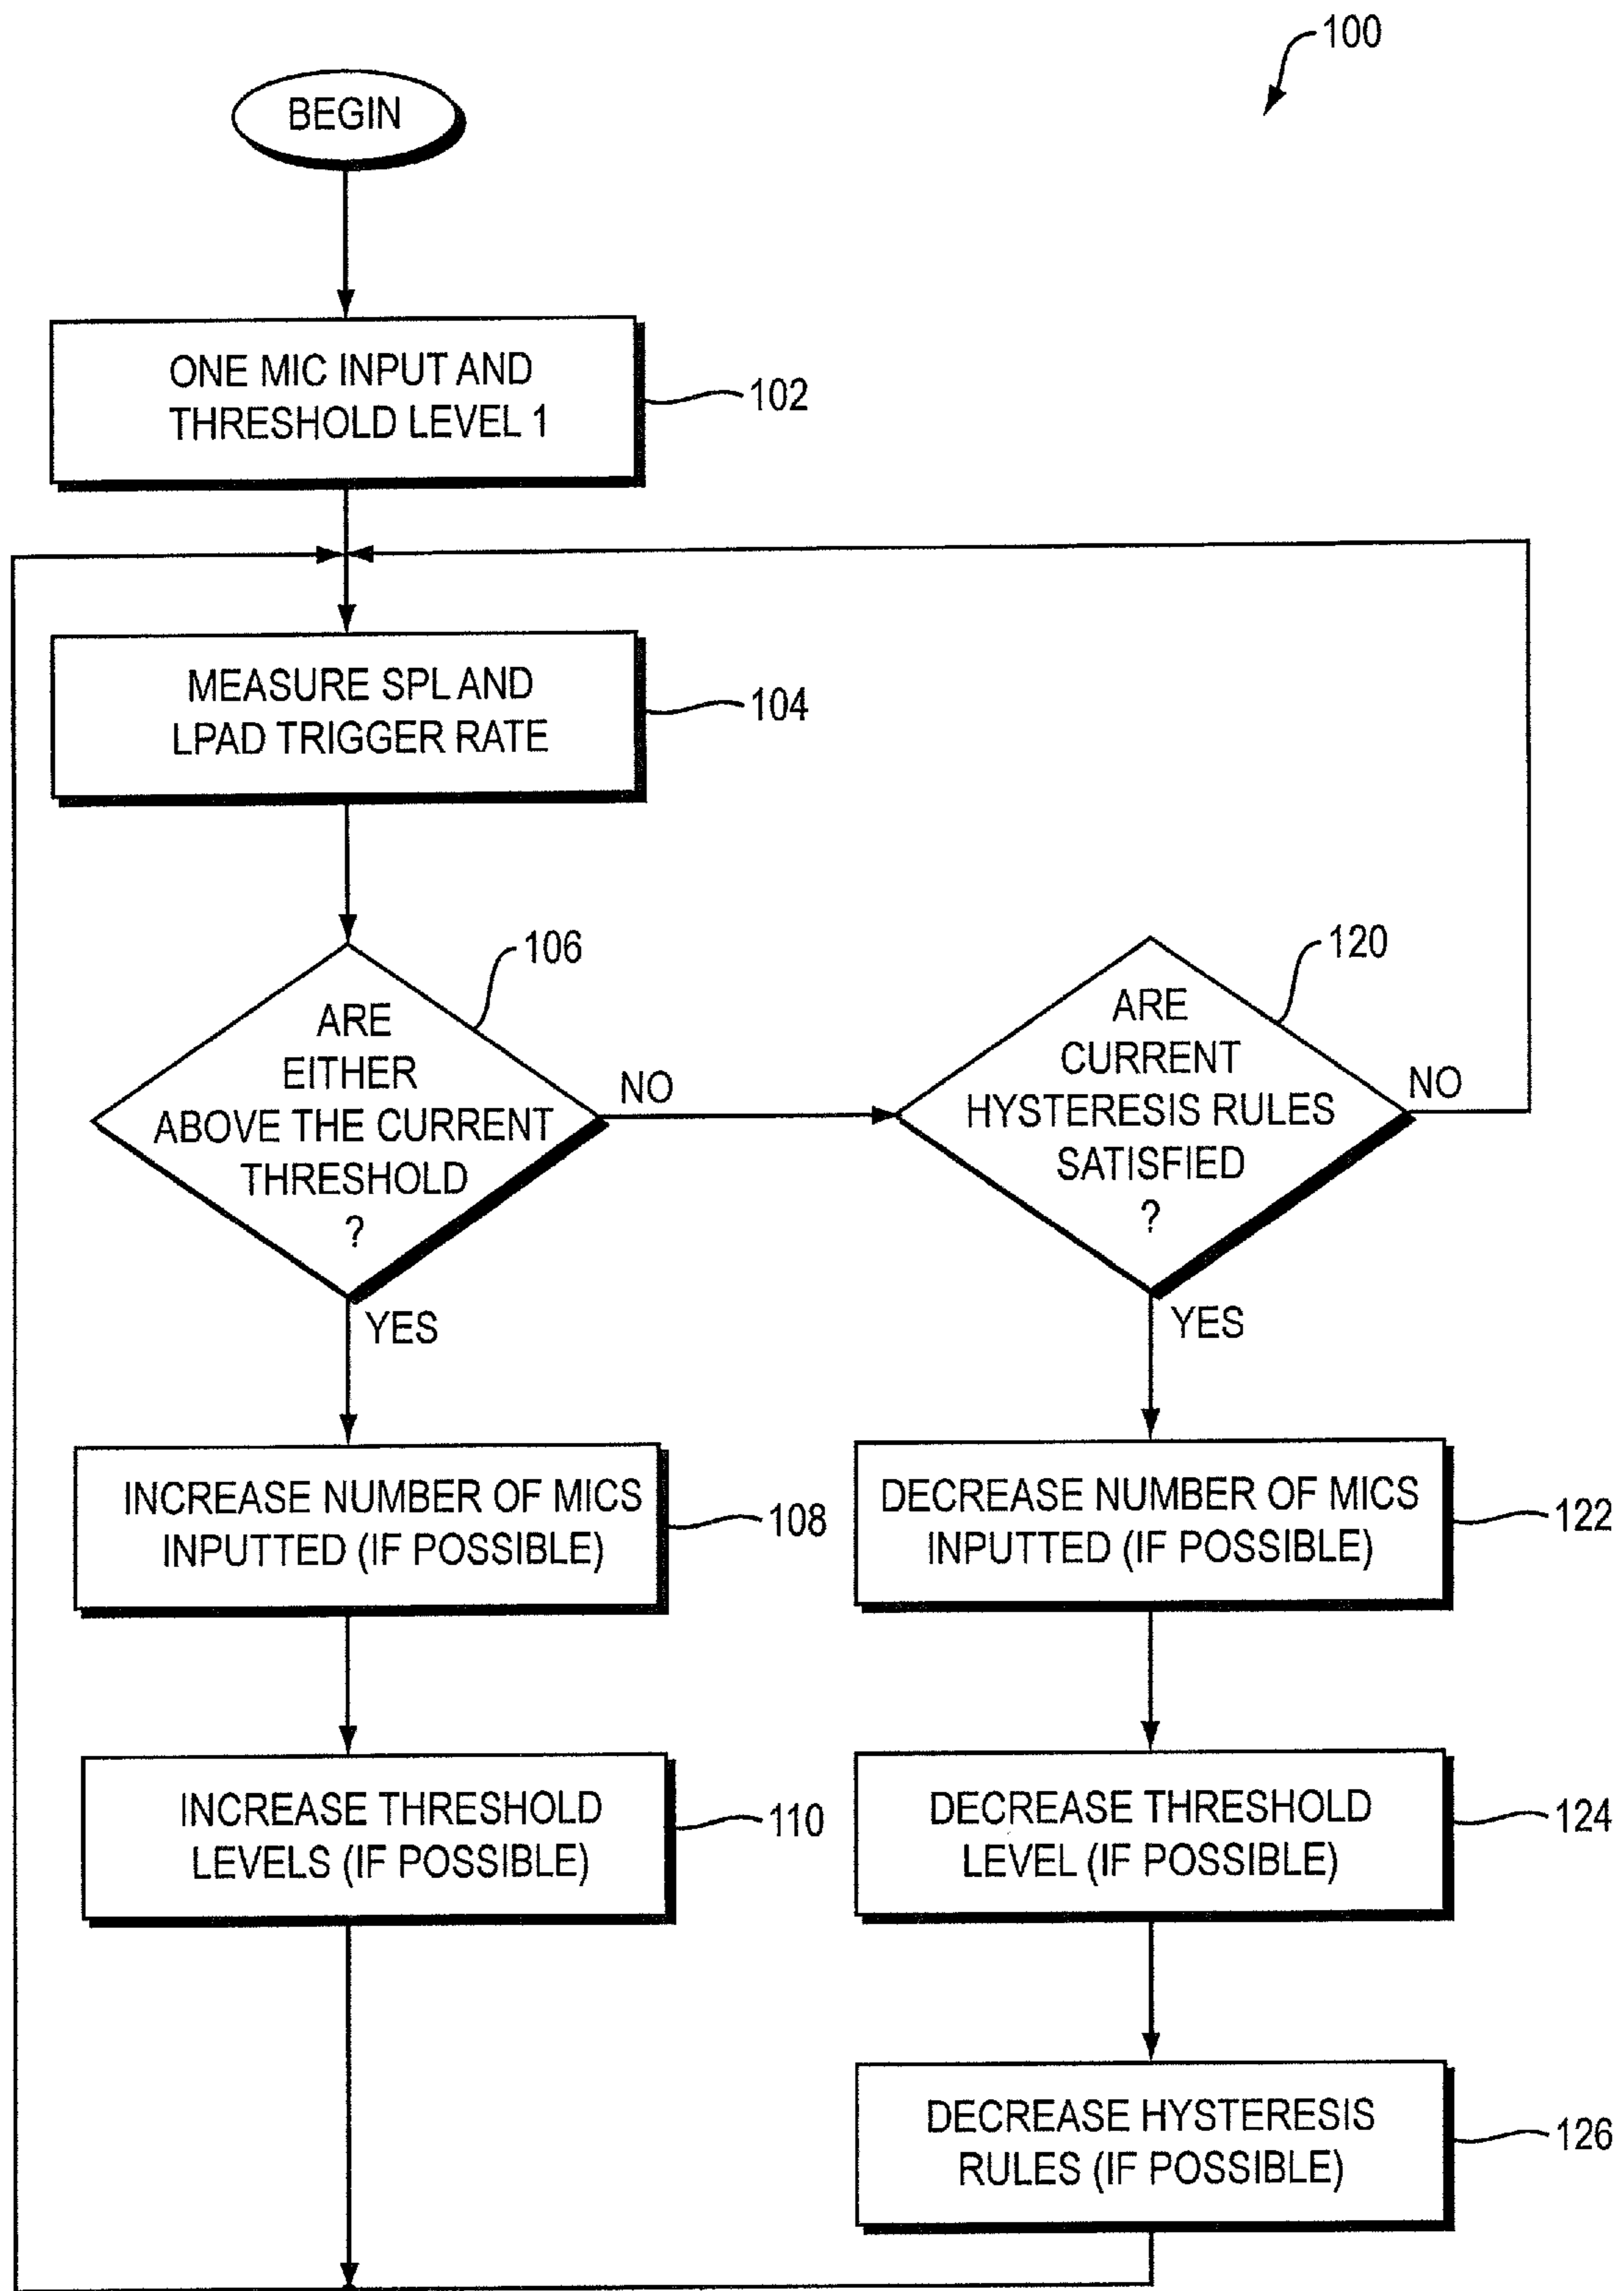 100
BEGIN
ONE MIC INPUT AND
THRESHOLD LEVEL 1
102
MEASURE SPL AND
LPAD TRIGGER RATE
104
106
ARE
EITHER
ABOVE THE CURRENT
THRESHOLD
?
NO
YES
120
ARE
CURRENT
HYSTERESIS RULES
SATISFIED
?
NO
YES
INCREASE NUMBER OF MICS
INPUTTED (IF POSSIBLE)
108
DECREASE NUMBER OF MICS
INPUTTED (IF POSSIBLE)
122
INCREASE THRESHOLD
LEVELS (IF POSSIBLE)
110
DECREASE THRESHOLD
LEVEL (IF POSSIBLE)
124
DECREASE HYSTERESIS
RULES (IF POSSIBLE)
126